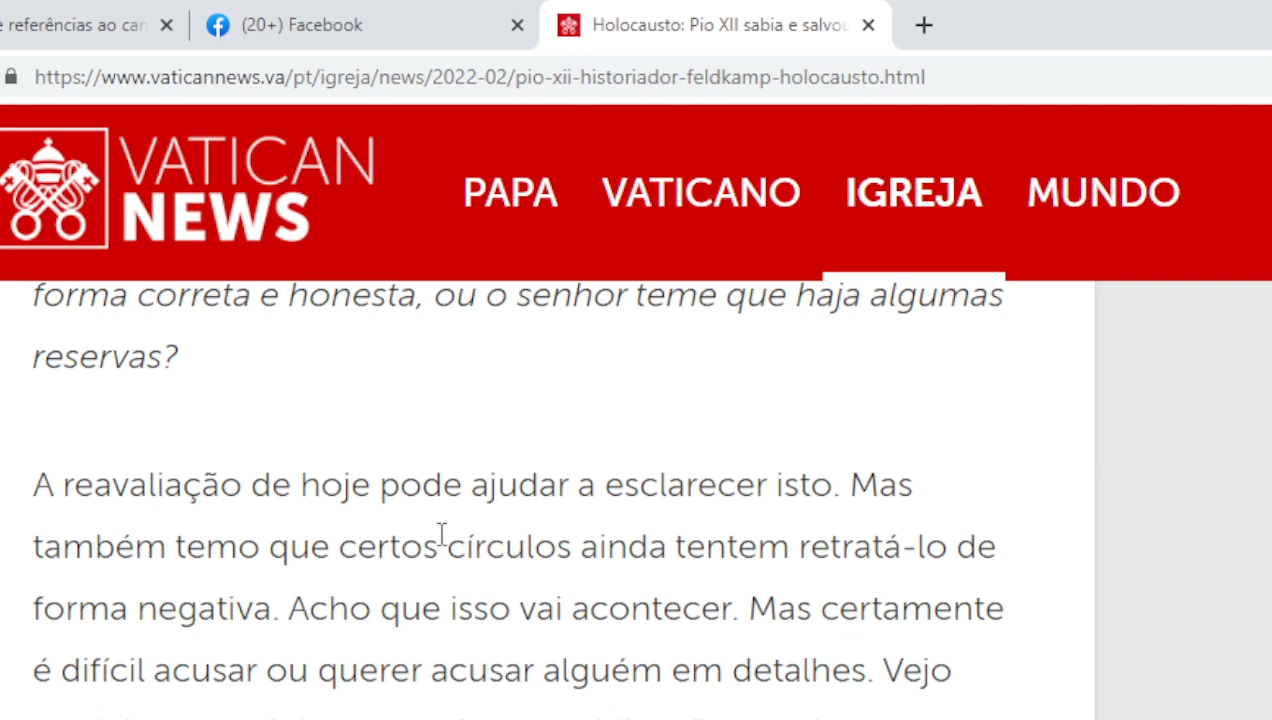 e referências ao can
(20+) Facebook
Holocausto: Pio XII sabia e salvou
https://www.vaticannews.va/pt/igreja/news/2022-02/pio-xii-historiador-feldkamp-holocausto.html
VATICAN
NEWS
PAPA
VATICANO
IGREJA
MUNDO
forma correta e honesta, ou o senhor teme que haja algumas
reservas?
A reavaliação de hoje pode ajudar a esclarecer isto. Mas
também temo que certos círculos ainda tentem retratá-lo de
forma negativa. Acho que isso vai acontecer. Mas certamente
é difícil acusar ou querer acusar alguém em detalhes. Vejo